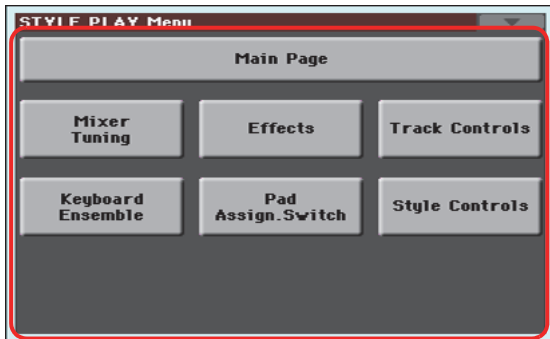 STYLE PLAY Menu
Main Page
Mixer
Tuning
Effects
Track Controls
Keyboard
Ensemble
Pad
Assign.Switch
Style Controls